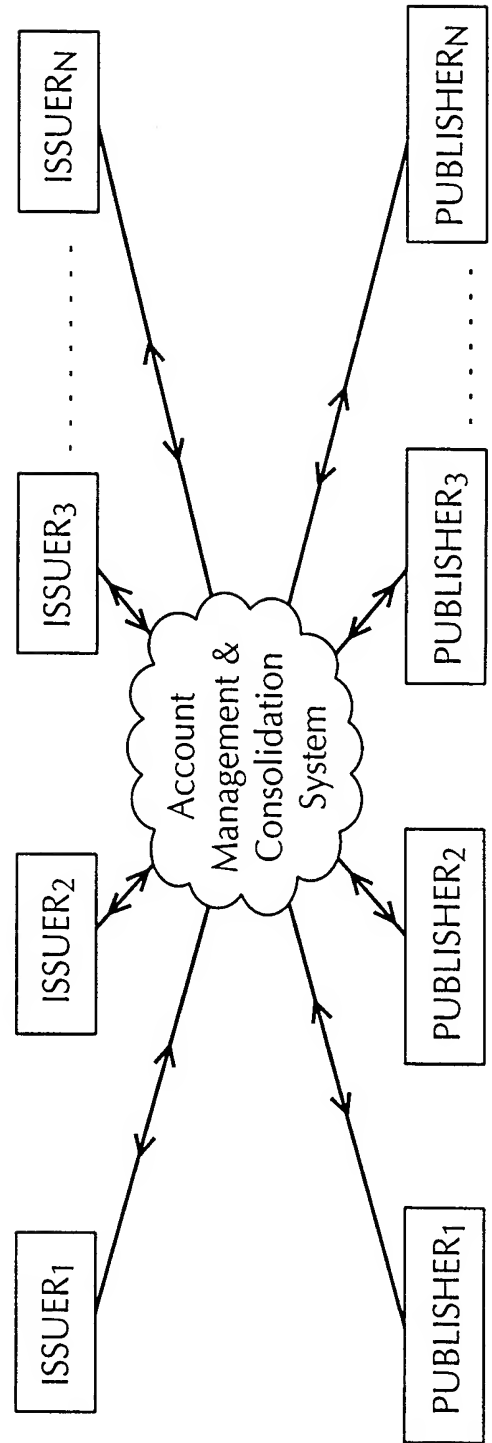 ISSUER₁
ISSUER₂
ISSUER₃
ISSUERN
Account
Management &
Consolidation
System
PUBLISHER₁
PUBLISHER₂
PUBLISHER₃
PUBLISHERN